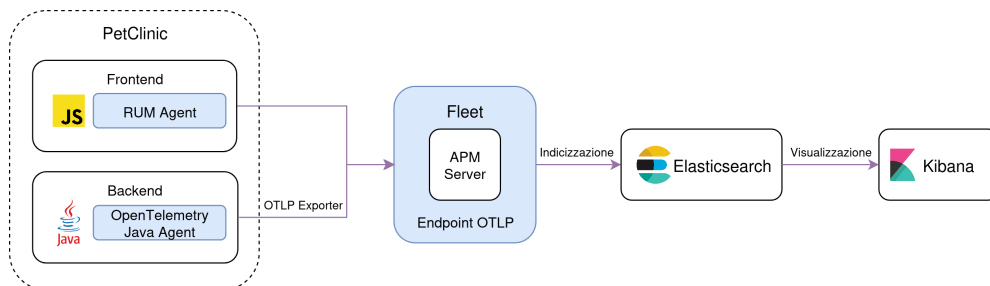 PetClinic
Frontend
JS
RUM Agent
Backend
Java
OpenTelemetry
Java Agent
OTLP Exporter
Fleet
APM
Server
Endpoint OTLP
Indicizzazione
Elasticsearch
Visualizzazione
Kibana